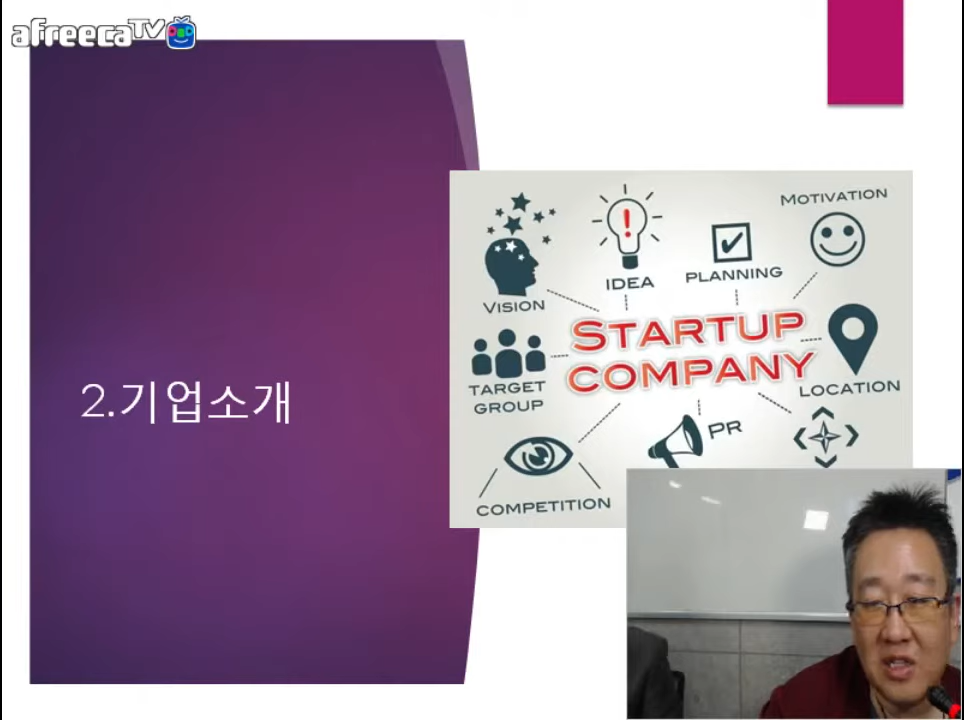 afreecaTV
2.기업소개
MOTIVATION
IDEA
PLANNING
VISION
STARTUP
COMPANY
TARGET
GROUP
LOCATION
PR
COMPETITION